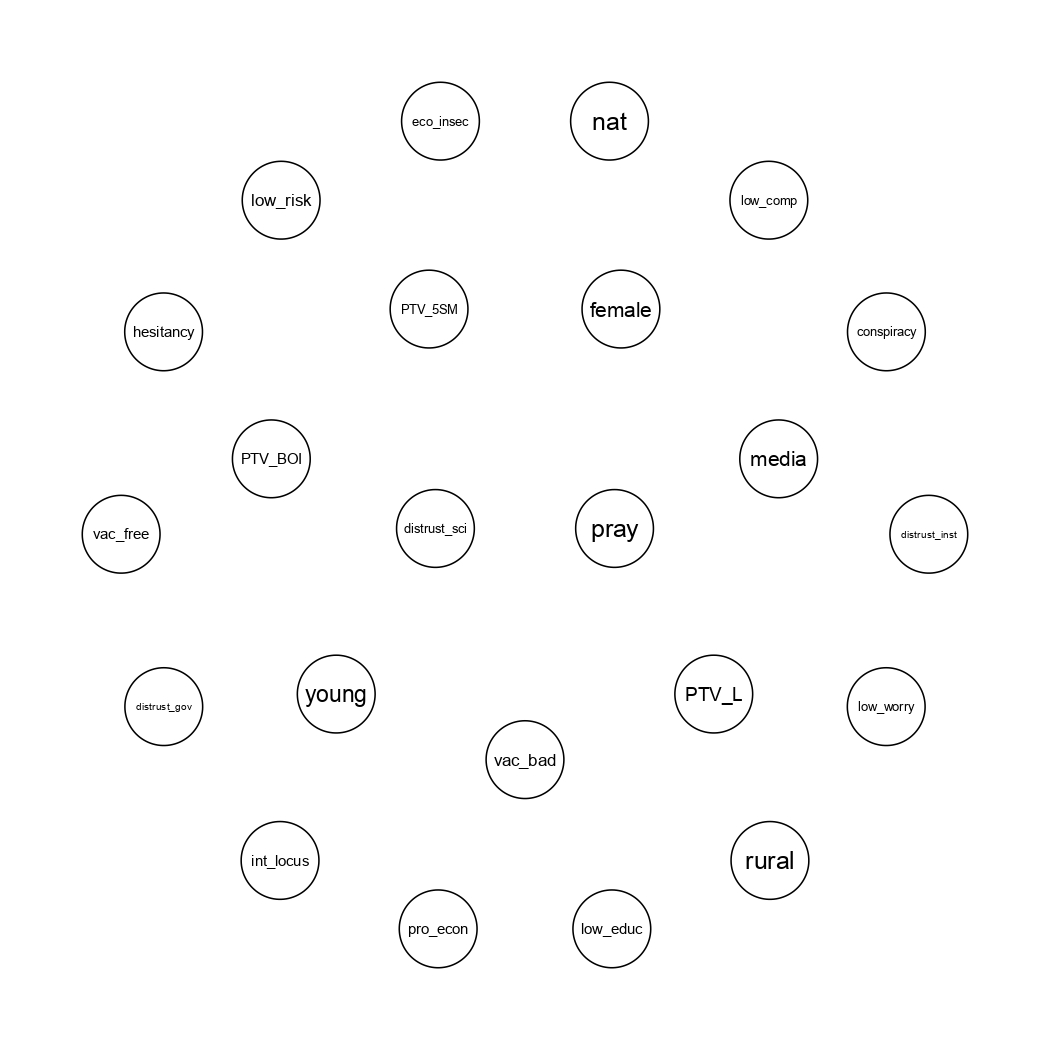 eco_insec
nat
low_risk
low_comp
PTV_5SM
female
hesitancy
conspiracy
PTV_BOI
media
vac_free
distrust_sci
pray
distrust_inst
young
PTV_L
distrust_gov
low_worry
vac_bad
int_locus
rural
pro_econ
low_educ